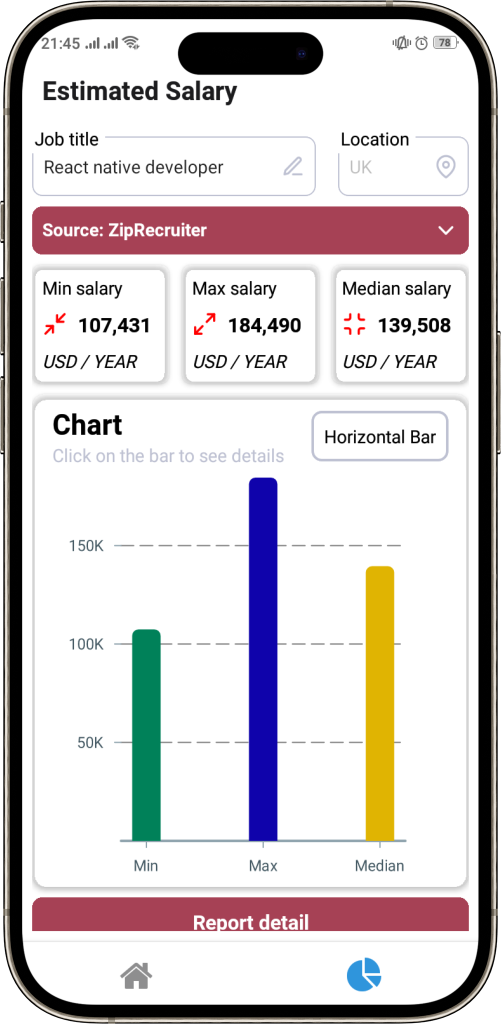 21:45
78
Estimated Salary
Job title
Location
React native developer
UK
Source: ZipRecruiter
Min salary
Max salary
Median salary
107,431
184,490
139,508
USD / YEAR
USD / YEAR
USD / YEAR
Chart
Horizontal Bar
Click on the bar to see details
150K
100K
50K
Min
Max
Median
Report detail